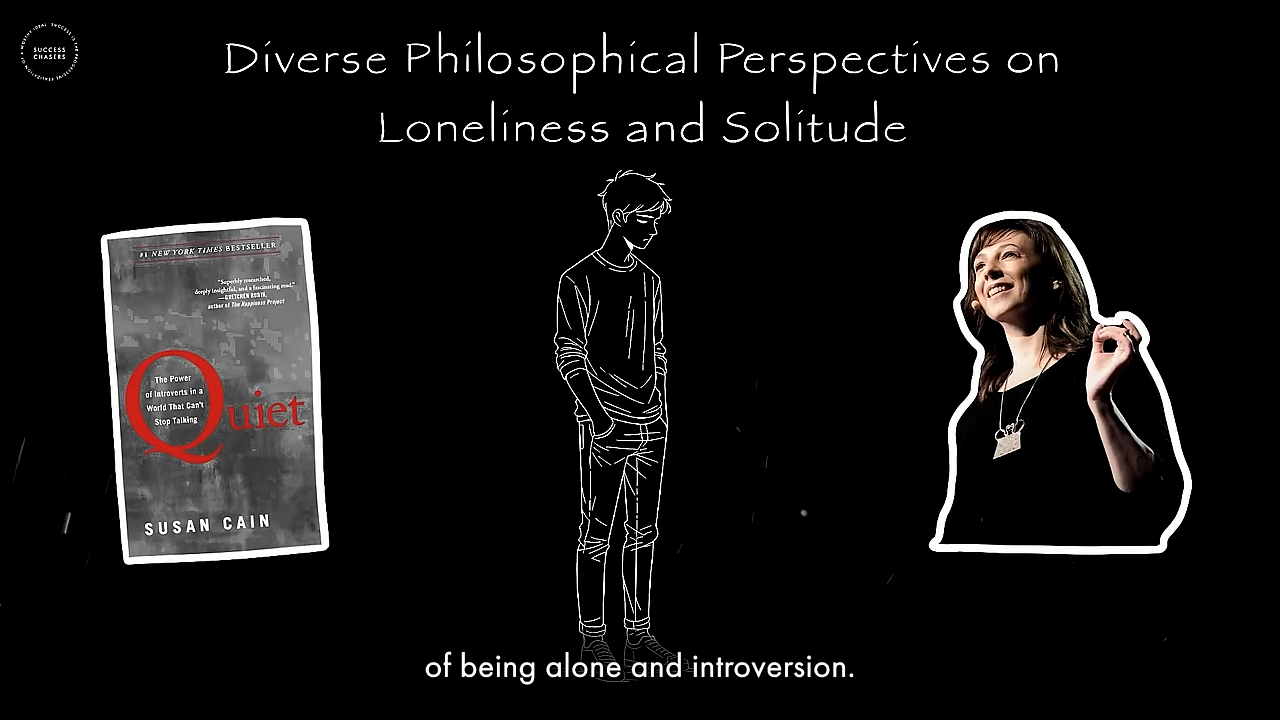 SUCCESS
CHASERS
Diverse Philosophical Perspectives on
Loneliness and Solitude
#1 NEW YORK TIMES BESTSELLER
"Superbly researched,
deeply insightful, and a fascinating read."
—GRETCHEN RUBIN,
author of The Happiness Project
The Power
of Introverts in a
World That Can't
Stop Talking
Quiet
SUSAN CAIN
of being alone and introversion.